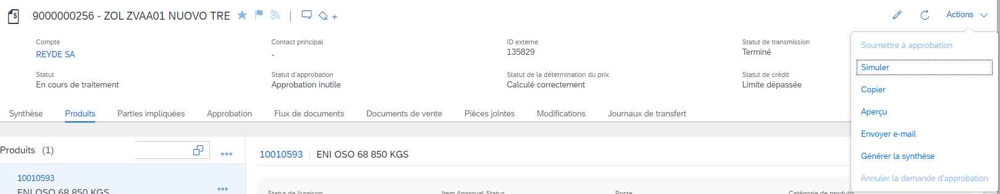 9000000256 - ZOL ZVAA01 NUOVO TRE
Actions
Compte
REYDE SA
Contact principal
-
ID externe
135829
Statut de transmission
Terminé
Statut
En cours de traitement
Statut d'approbation
Approbation inutile
Statut de la détermination du prix
Calculé correctement
Statut de crédit
Limite dépassée
Soumettre à approbation
Simuler
Copier
Aperçu
Envoyer e-mail
Générer la synthèse
Annuler la demande d'approbation
Synthèse Produits Parties impliquées Approbation Flux de documents Documents de vente Pièces jointes Modifications Journaux de transfert
Produits (1)
10010593
ENI OSO 68 850 KGS
10010593 | ENI OSO 68 850 KGS
Statut de livraison Item Approval Status Poste Catégorie de produits